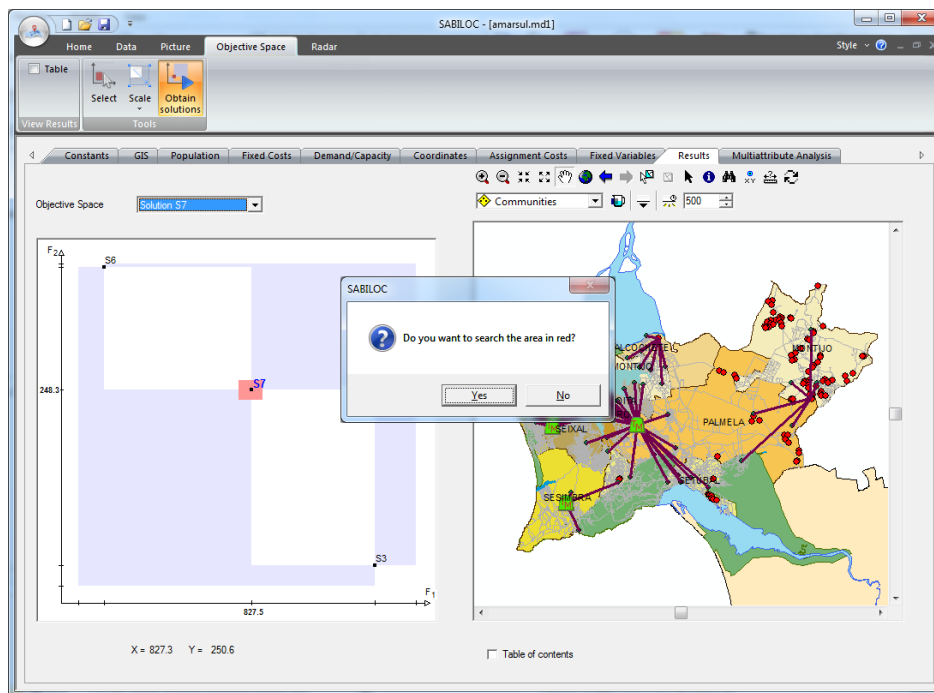 SABILOC - [amarsul.md1]
Home Data Picture Objective Space Radar
Style
Table
Select Scale Obtain solutions
View Results Tools
Constants GIS Population Fixed Costs Demand/Capacity Coordinates Assignment Costs Fixed Variables Results Multiattribute Analysis
Objective Space Solution S7
Communities 500
F2
S6
248.3
S7
S3
F1
827.5
X = 827.3 Y = 250.6
SABILOC
Do you want to search the area in red?
Yes No
MONTIJO
PALMELA
SEIXAL
SETUBAL
SESIMBRA
Table of contents